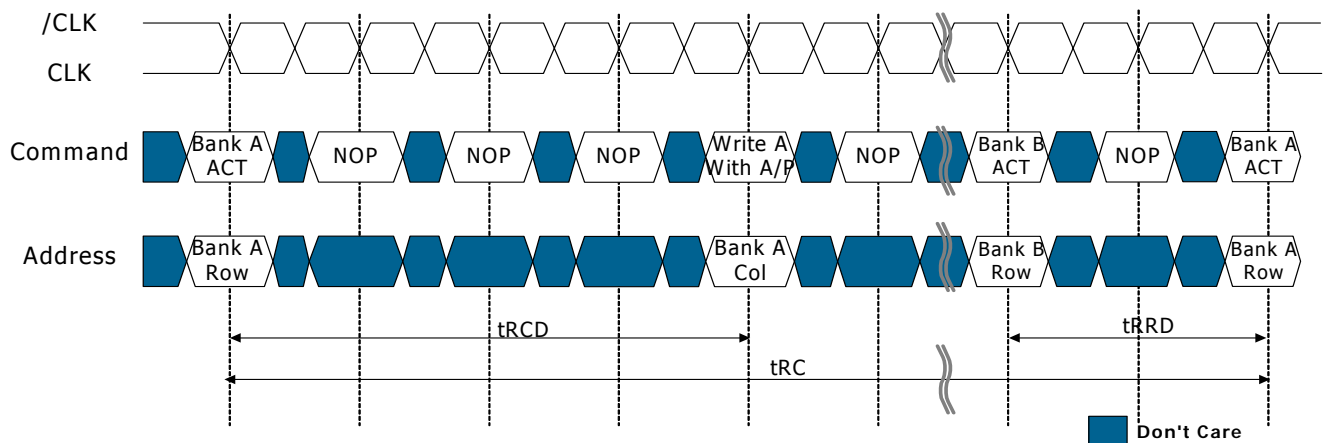 /CLK
CLK
Command
Bank A
ACT
NOP
NOP
NOP
Write A
With A/P
NOP
Bank B
ACT
NOP
Bank A
ACT
Address
Bank A
Row
Bank A
Col
Bank B
Row
Bank A
Row
tRCD
tRRD
tRC
Don't Care